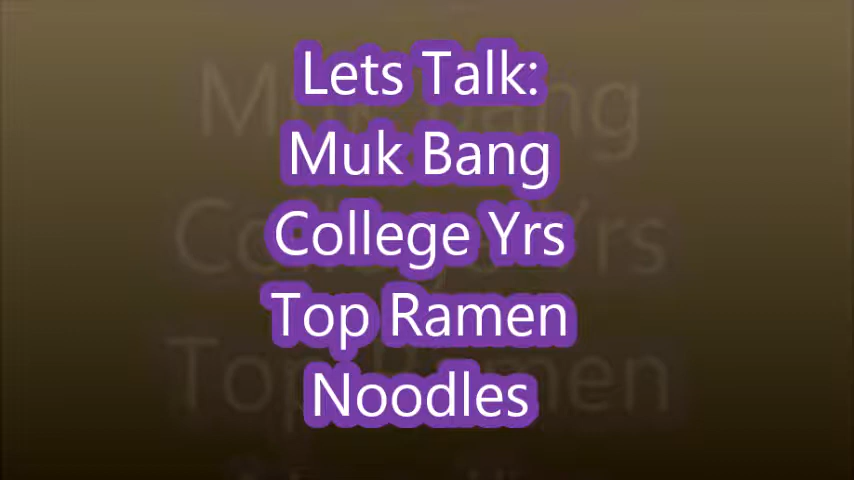 Lets Talk:
Muk Bang
College Yrs
Top Ramen
Noodles